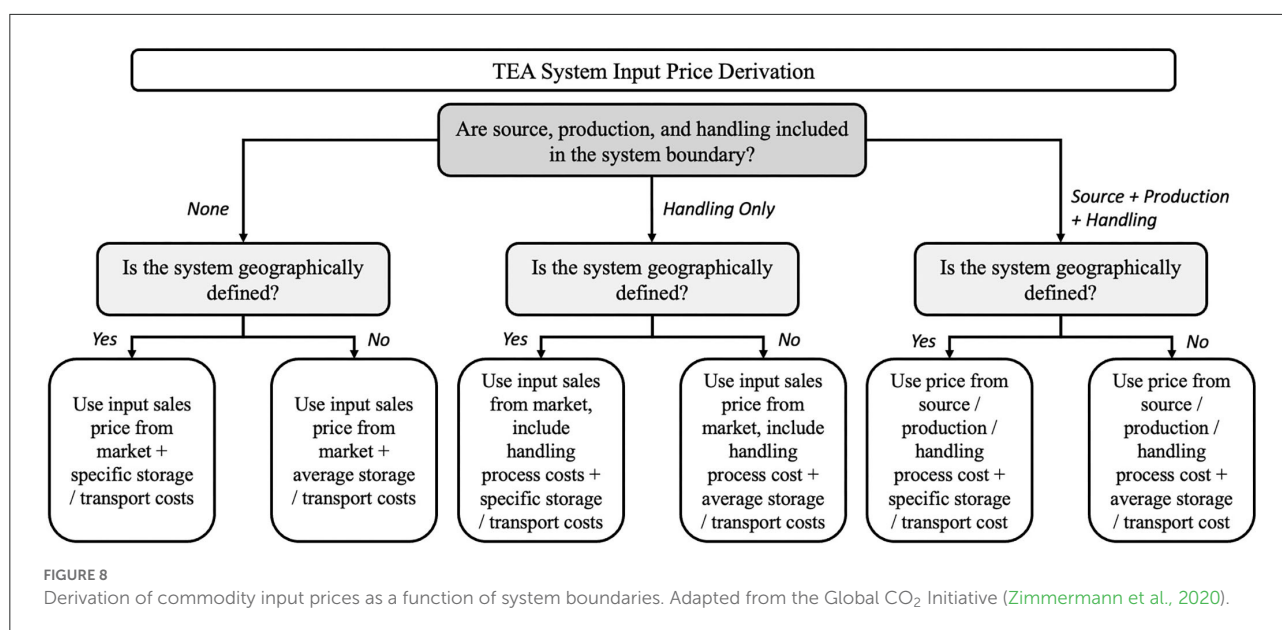 TEA System Input Price Derivation
Are source, production, and handling included
in the system boundary?
None
Handling Only
Source + Production
+ Handling
Is the system geographically
defined?
Is the system geographically
defined?
Is the system geographically
defined?
Yes
No
Yes
No
Yes
No
Use input sales
price from
market +
specific storage
/ transport costs
Use input sales
price from
market +
average storage
/ transport costs
Use input sales
from market,
include
handling
process costs +
specific storage
/ transport costs
Use input sales
price from
market, include
handling
process cost +
average storage
/ transport costs
Use price from
source /
production /
handling
process cost +
specific storage
/ transport cost
Use price from
source /
production /
handling
process cost +
average storage
/ transport cost
FIGURE 8
Derivation of commodity input prices as a function of system boundaries. Adapted from the Global CO₂ Initiative (Zimmermann et al., 2020).